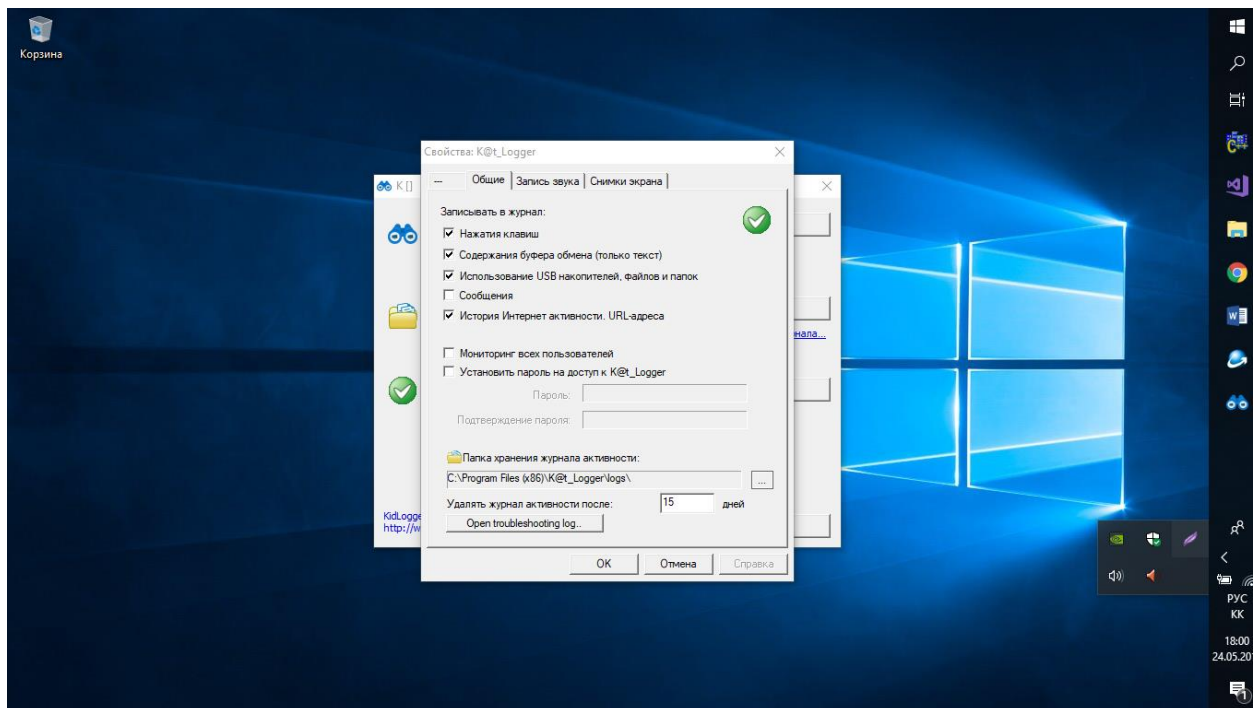 Корзина
Свойства: K@t_Logger
K []
---
Общие
Запись звука
Снимки экрана
Записывать в журнал:
Нажатия клавиш
Содержания буфера обмена (только текст)
Использование USB накопителей, файлов и папок
Сообщения
История Интернет активности. URL-адреса
Мониторинг всех пользователей
Установить пароль на доступ к K@t_Logger
Пароль:
Подтверждение пароля:
Папка хранения журнала активности:
C:\Program Files (x86)\K@t_Logger\logs\
...
Удалять журнал активности после: 15 дней
Open troubleshooting log..
OK
Отмена
Справка
нала...
KidLogge
http://w
РУС
КК
18:00
24.05.20
1